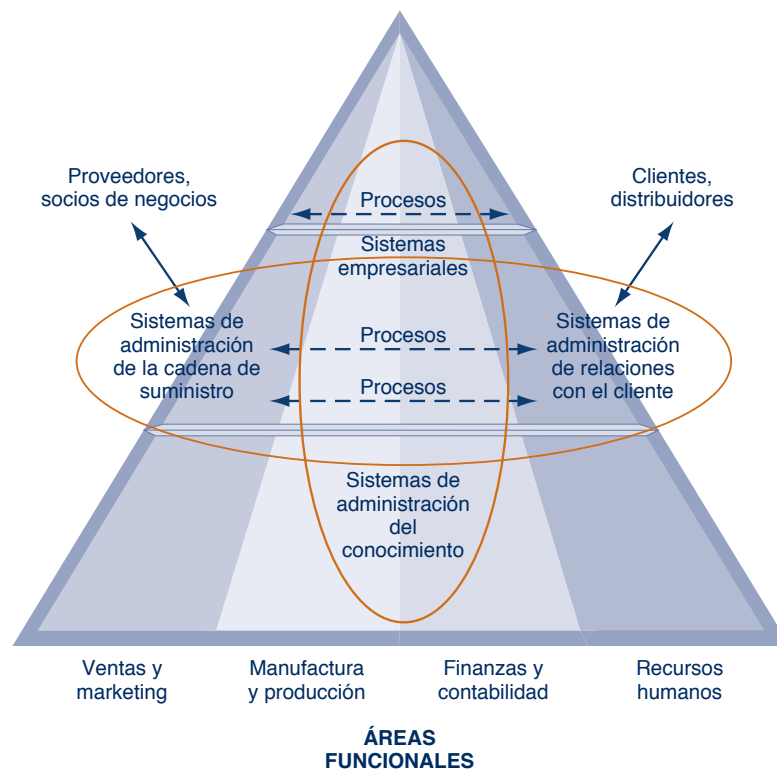 Proveedores,
socios de negocios
Clientes,
distribuidores
Procesos
Sistemas
empresariales
Sistemas de
administración
de la cadena de
suministro
Procesos
Procesos
Sistemas de
administración
de relaciones
con el cliente
Sistemas de
administración
del
conocimiento
Ventas y
marketing
Manufactura
y producción
Finanzas y
contabilidad
Recursos
humanos
ÁREAS
FUNCIONALES